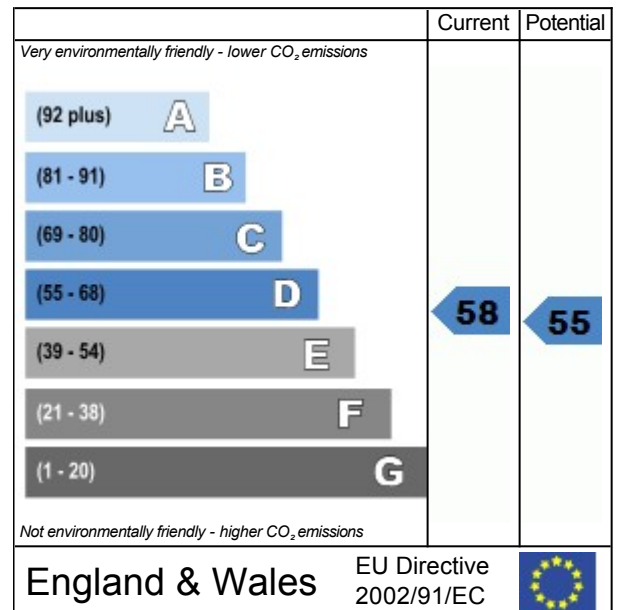 Current Potential
Very environmentally friendly - lower CO₂ emissions
(92 plus) A
(81 - 91) B
(69 - 80) C
(55 - 68) D
58
55
(39 - 54) E
(21 - 38) F
(1 - 20) G
Not environmentally friendly - higher CO₂ emissions
England & Wales
EU Directive
2002/91/EC